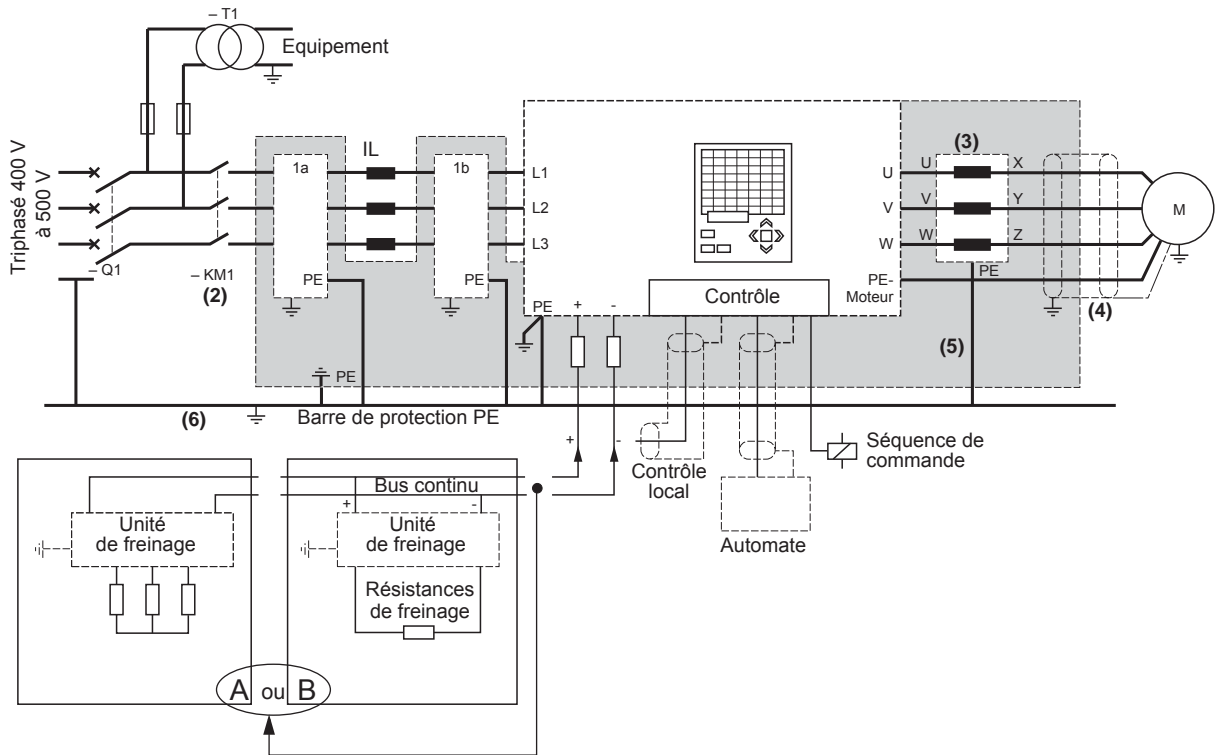 – T1
Equipement
Triphasé 400 V
à 500 V
– Q1
– KM1
(2)
1a
PE
IL
1b
PE
L1
L2
L3
PE
+
-
Contrôle
U
V
W
PE-
Moteur
(3)
U
V
W
X
Y
Z
PE
M
(4)
(5)
PE
(6)
Barre de protection PE
+
-
Contrôle
local
Automate
Séquence de
commande
Bus continu
+
-
Unité
de freinage
Unité
de freinage
Résistances
de freinage
A ou B